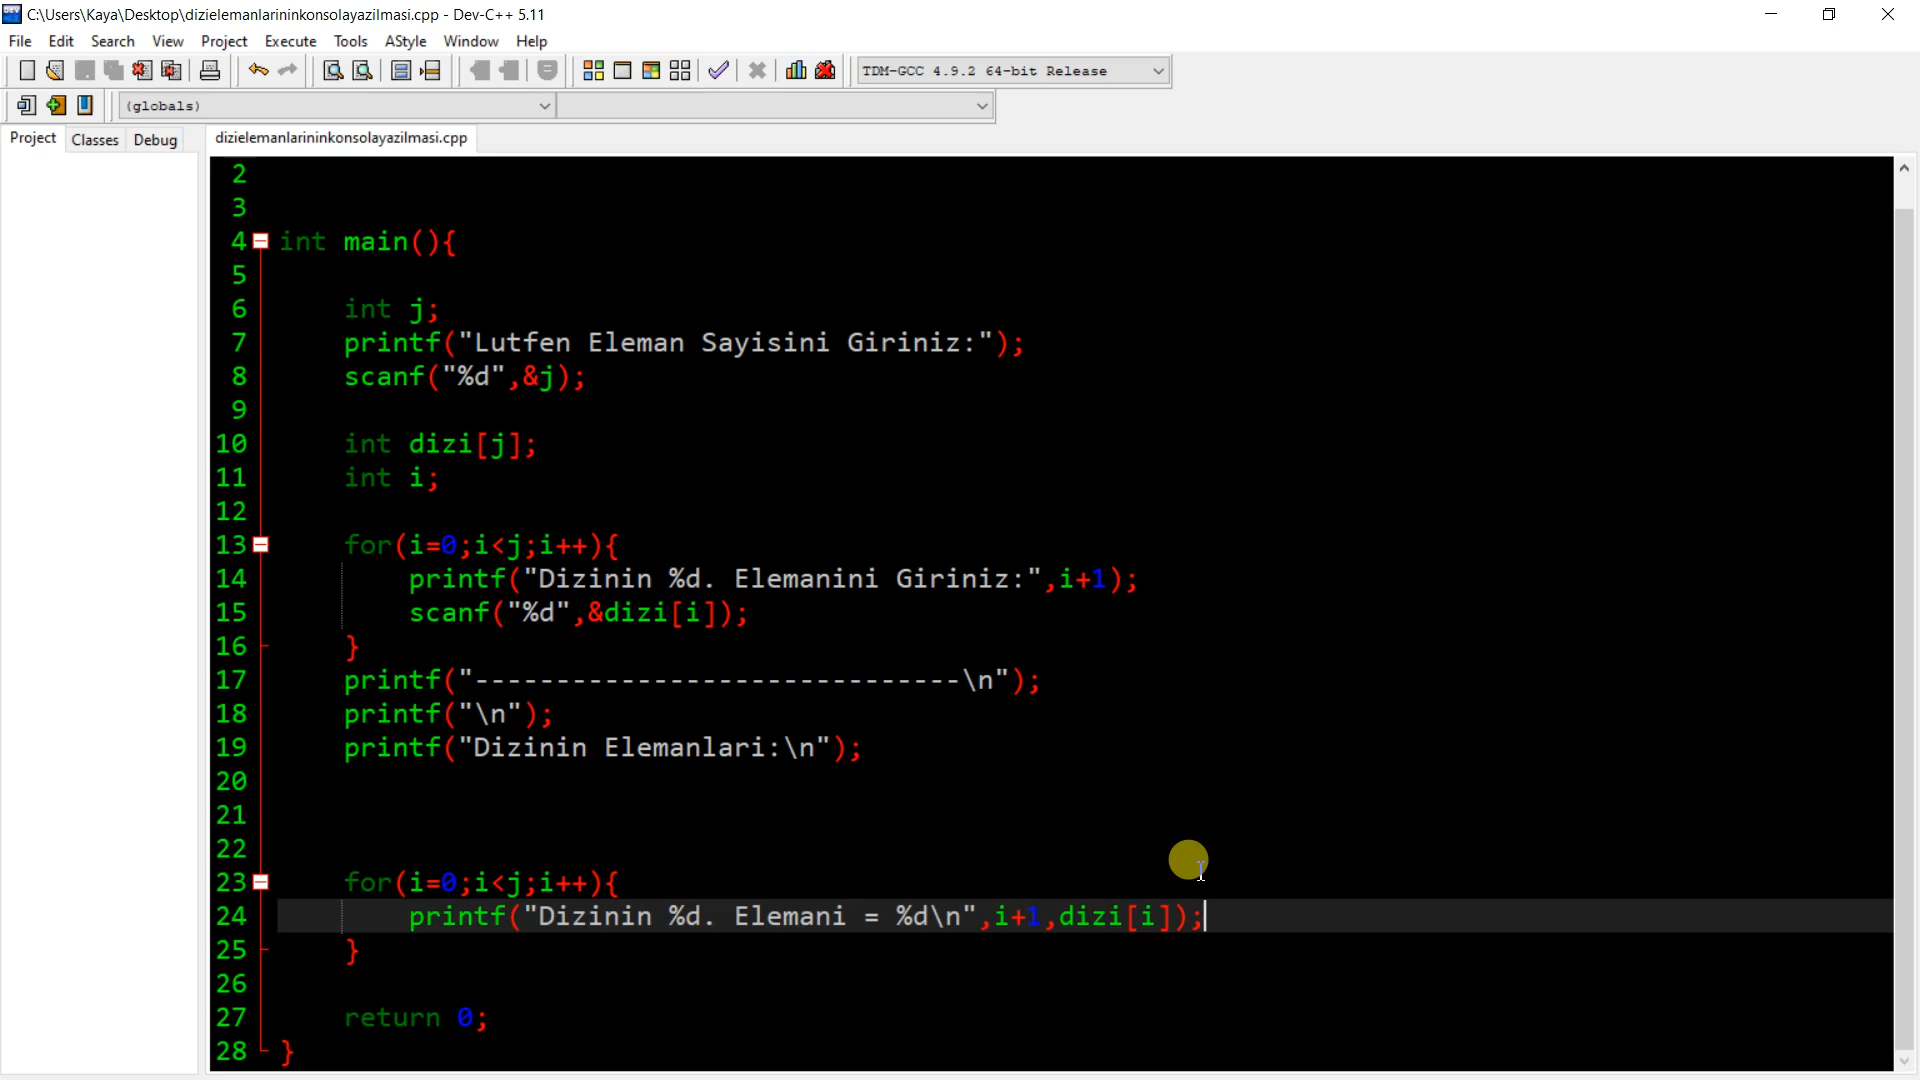 C:\Users\Kaya\Desktop\dizielemanlarininkonsolayazilmasi.cpp - Dev-C++ 5.11
File Edit Search View Project Execute Tools AStyle Window Help
TDM-GCC 4.9.2 64-bit Release
(globals)
Project Classes Debug dizielemanlarininkonsolayazilmasi.cpp
2
3
4 int main(){
5
6 int j;
7 printf("Lutfen Eleman Sayisini Giriniz:");
8 scanf("%d",&j);
9
10 int dizi[j];
11 int i;
12
13 for(i=0;i<j;i++){
14 printf("Dizinin %d. Elemanini Giriniz:",i+1);
15 scanf("%d",&dizi[i]);
16 }
17 printf("------------------------------\n");
18 printf("\n");
19 printf("Dizinin Elemanlari:\n");
20
21
22
23 for(i=0;i<j;i++){
24 printf("Dizinin %d. Elemani = %d\n",i+1,dizi[i]);
25 }
26
27 return 0;
28 }